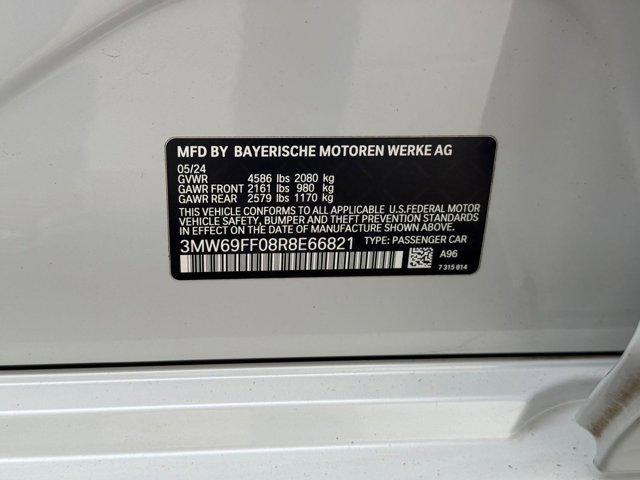 MFD BY BAYERISCHE MOTOREN WERKE AG
05/24
GVWR 4586 lbs 2080 kg
GAWR FRONT 2161 lbs 980 kg
GAWR REAR 2579 lbs 1170 kg
THIS VEHICLE CONFORMS TO ALL APPLICABLE U.S.FEDERAL MOTOR
VEHICLE SAFETY, BUMPER AND THEFT PREVENTION STANDARDS
IN EFFECT ON THE DATE OF MANUFACTURE SHOWN ABOVE.
3MW69FF08R8E66821 TYPE: PASSENGER CAR
A96
7 315 814